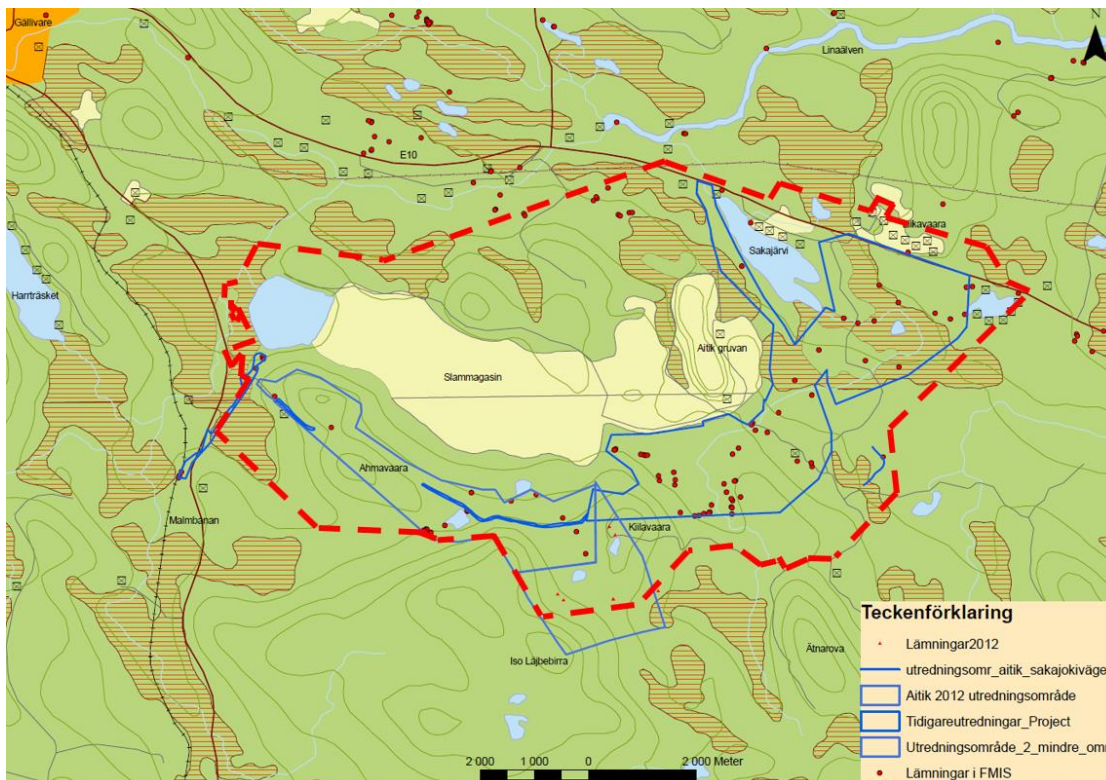 Gällivare
N
Linaälven
E10
Sakajärvi
Harrträsket
Aitik gruvan
Slammagasin
Ahmavaara
Malmbanan
Kiilavaara
Ätnarova
Iso Läjbebirra
Teckenförklaring
Lämningar2012
utredningsomr_aitik_sakajokiväge
Aitik 2012 utredningsområde
Tidigareutredningar_Project
Utredningsområde_2_mindre_om
Lämningar i FMIS
2 000 1 000 0 2 000 Meter